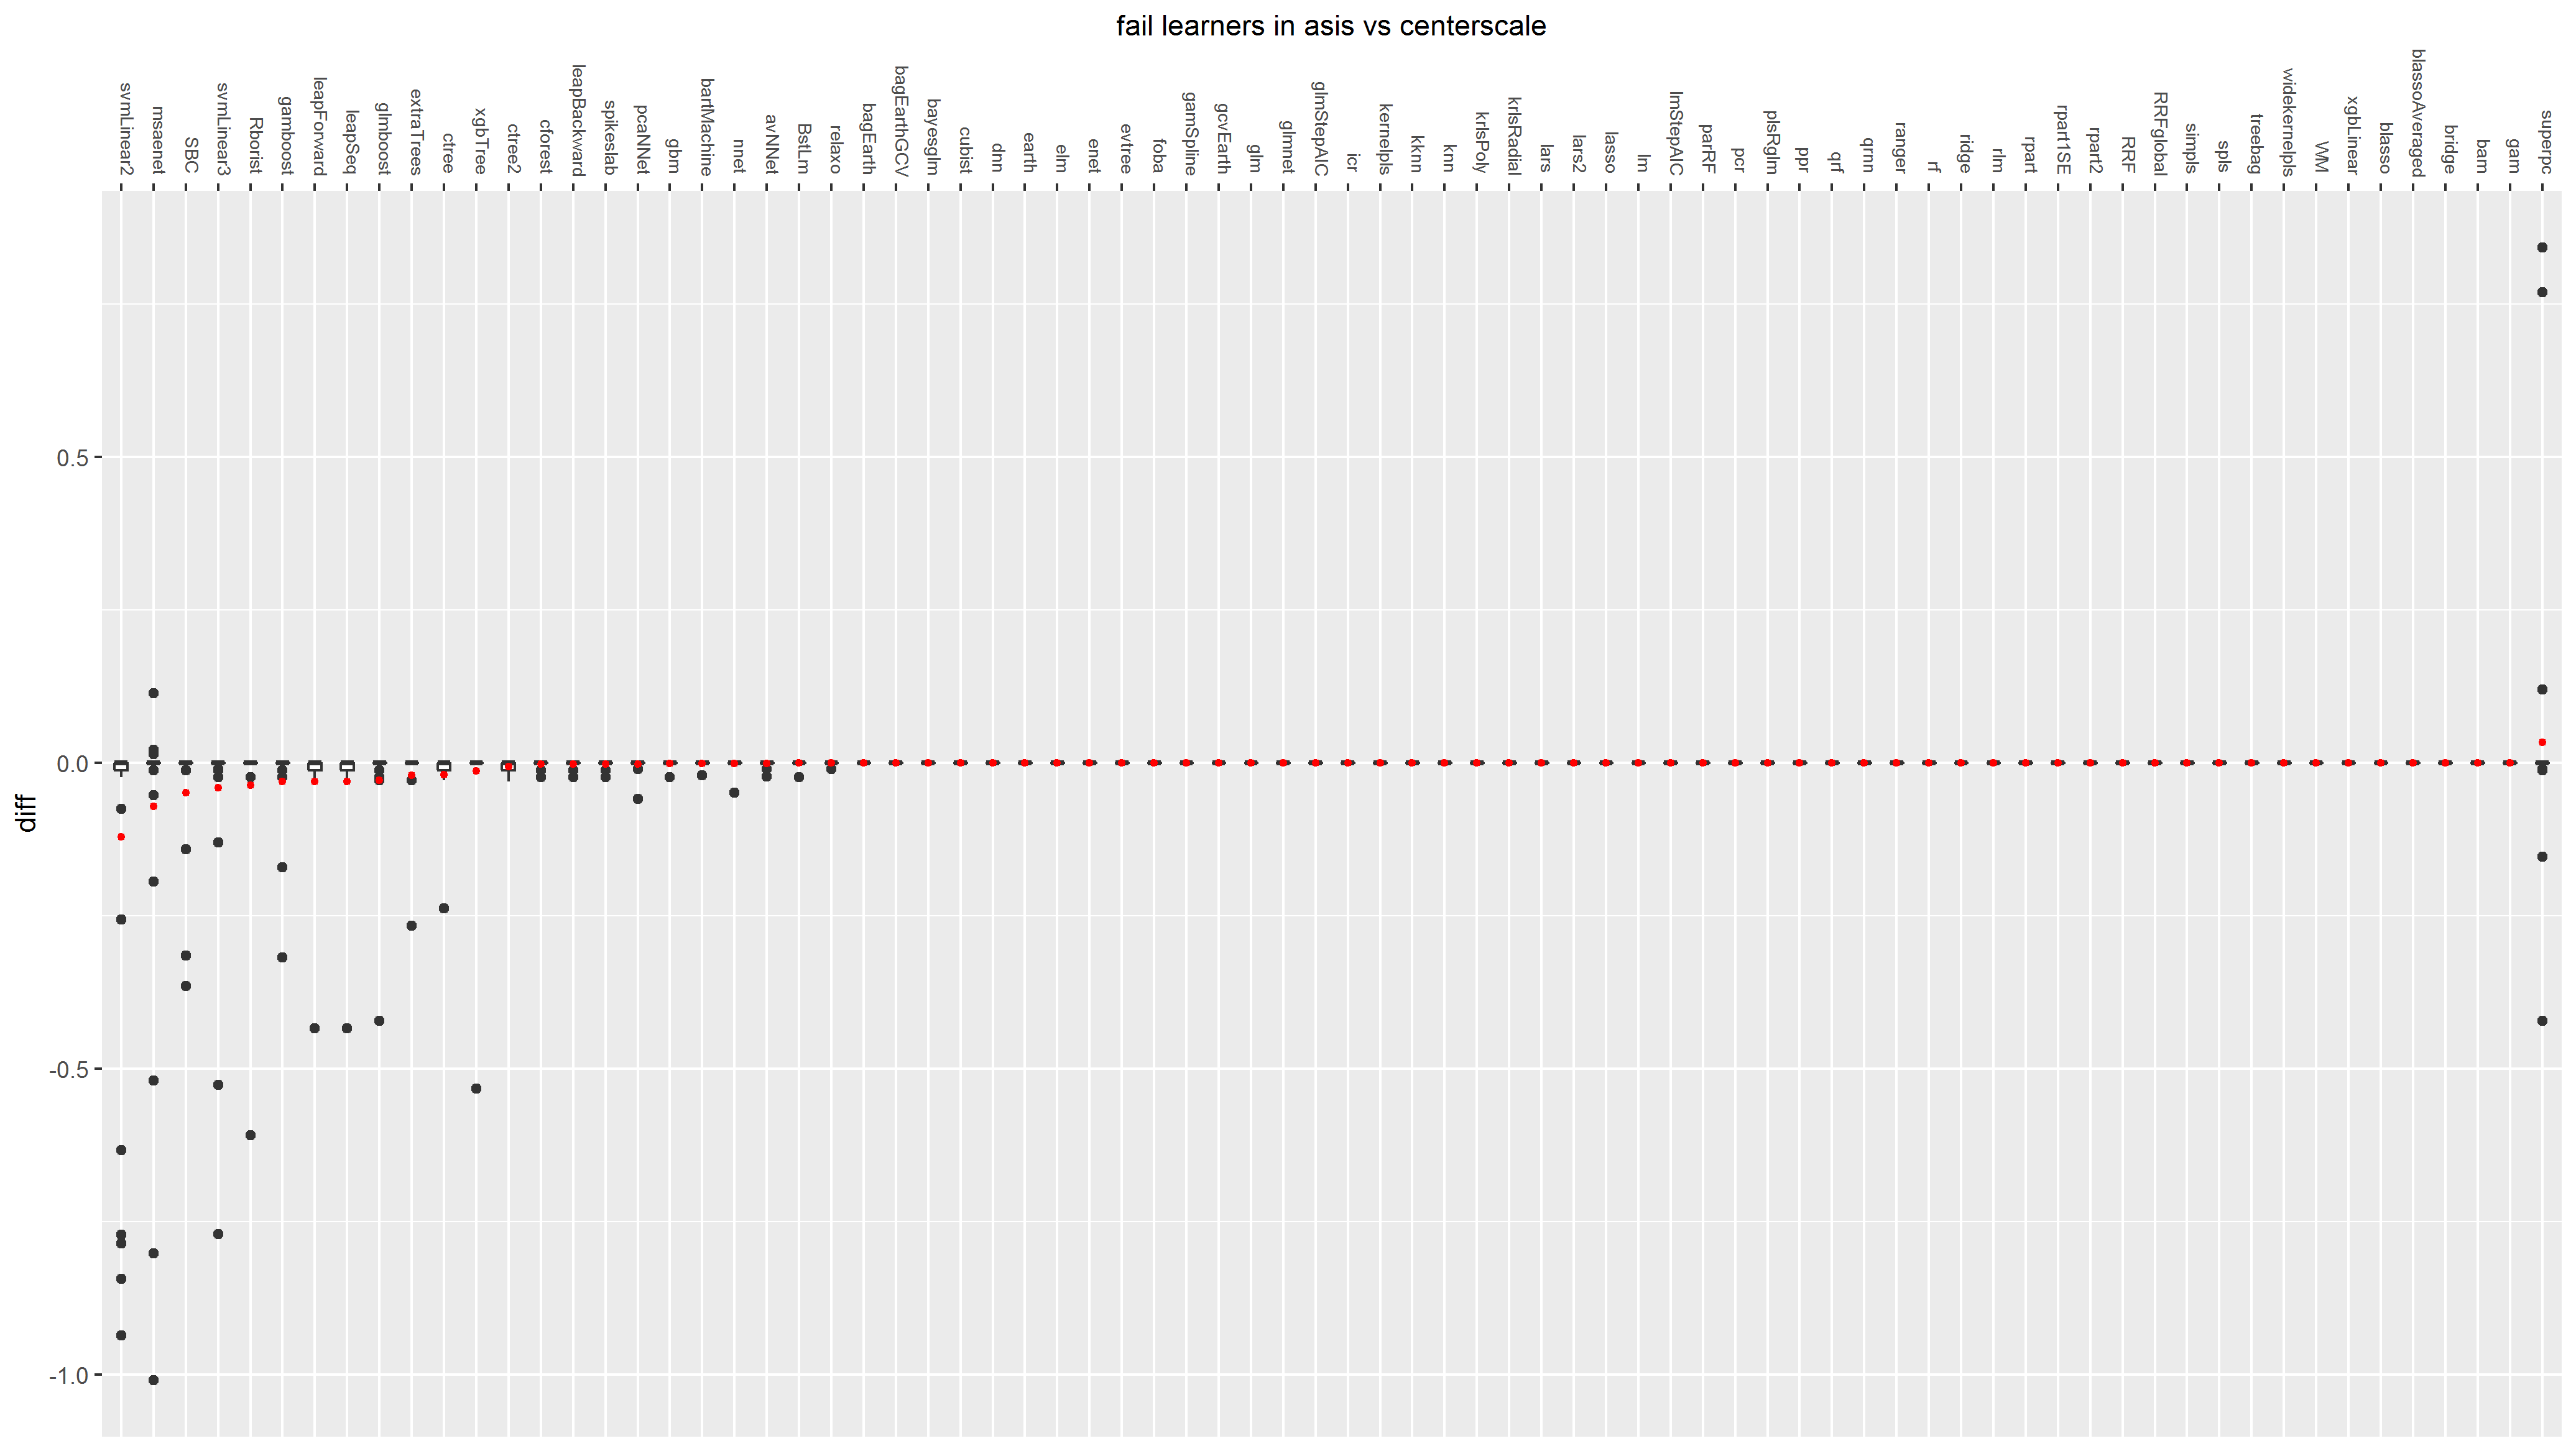 fail learners in asis vs centerscale
svmLinear2
msaenet
SBC
svmLinear3
Rborist
gamboost
leapForward
leapSeq
glmboost
extraTrees
ctree
xgbTree
ctree2
cforest
leapBackward
spikeslab
pcaNNet
gbm
bartMachine
nnet
avNNet
BstLm
relaxo
bagEarth
bagEarthGCV
bayesglm
cubist
dnn
earth
elm
enet
evtree
foba
gamSpline
gcvEarth
glm
glmnet
glmStepAIC
icr
kernelpls
kknn
knn
krlsPoly
krlsRadial
lars
lars2
lasso
lm
lmStepAIC
parRF
pcr
plsRglm
ppr
qrf
qrnn
ranger
rf
ridge
rlm
rpart
rpart1SE
rpart2
RRF
RRFglobal
simpls
spls
treebag
widekernelpls
WM
xgbLinear
blasso
blassoAveraged
bridge
bam
gam
superpc
0.5
0.0
-0.5
-1.0
diff